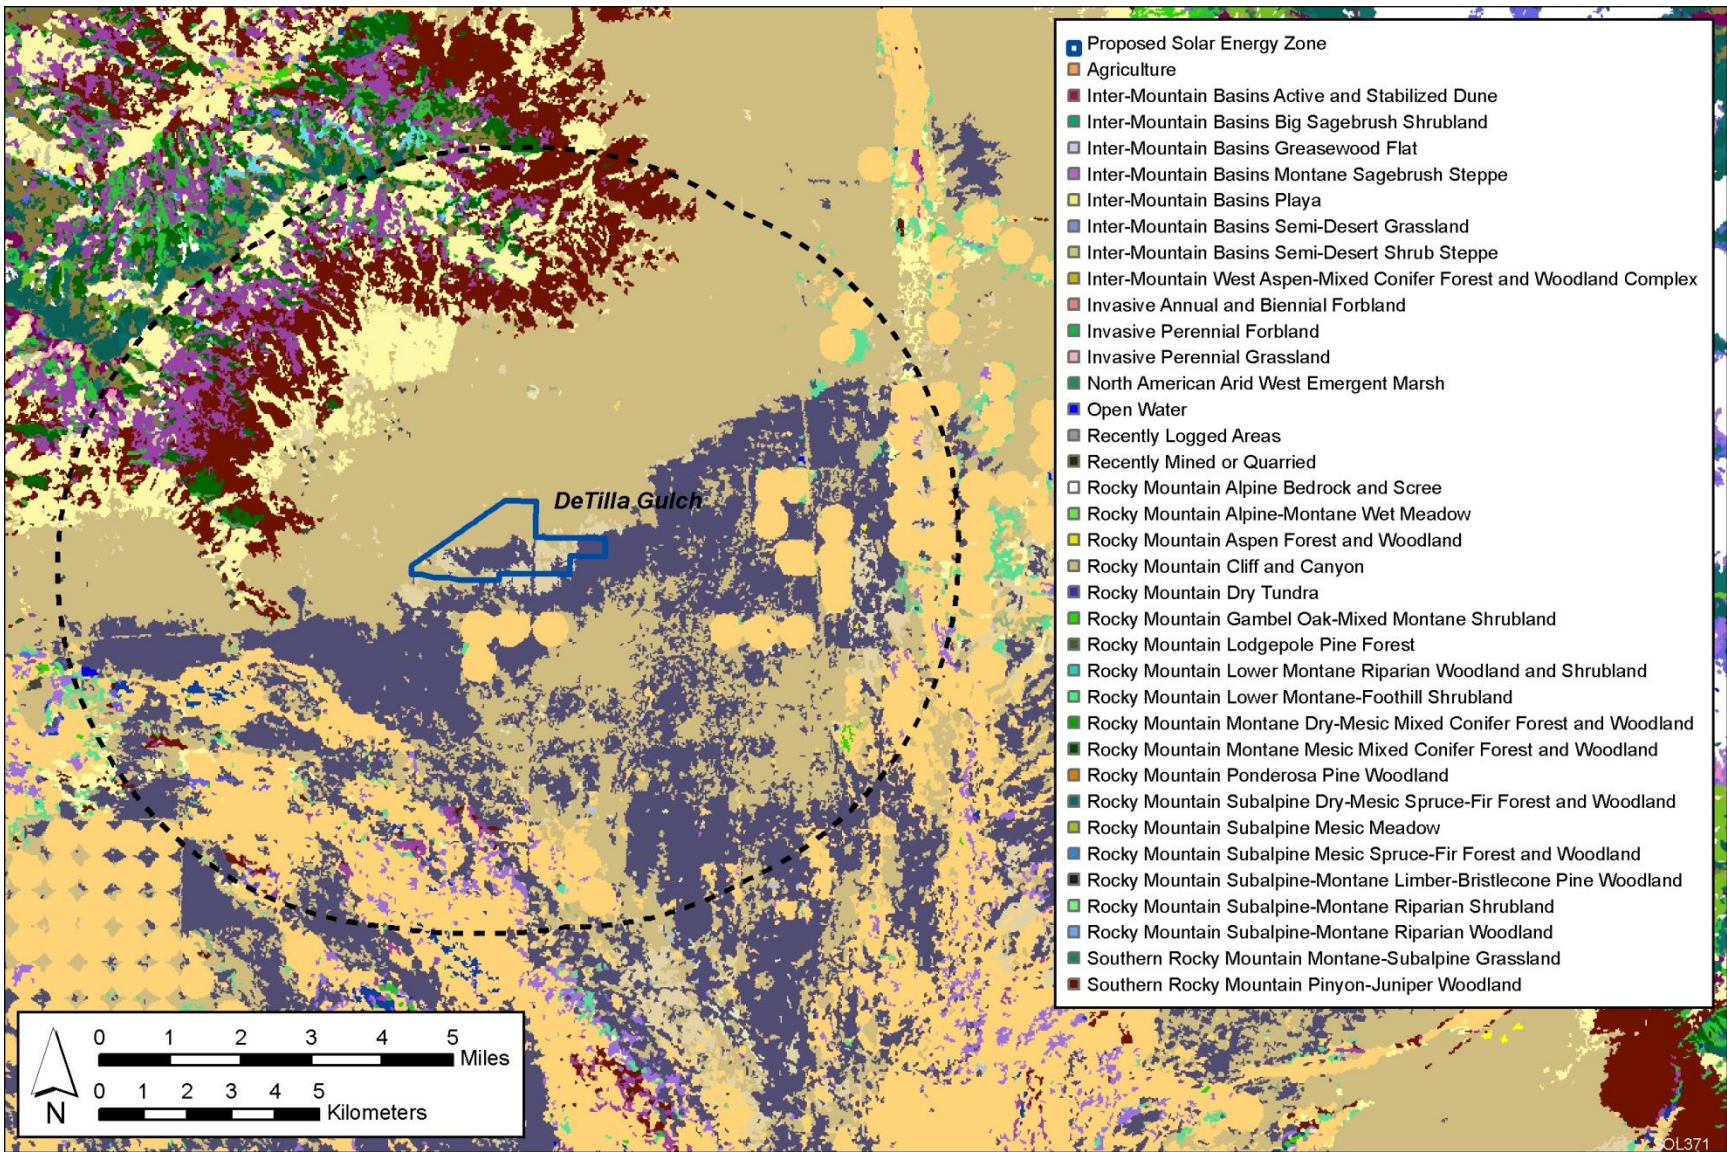 Proposed Solar Energy Zone
Agriculture
Inter-Mountain Basins Active and Stabilized Dune
Inter-Mountain Basins Big Sagebrush Shrubland
Inter-Mountain Basins Greasewood Flat
Inter-Mountain Basins Montane Sagebrush Steppe
Inter-Mountain Basins Playa
Inter-Mountain Basins Semi-Desert Grassland
Inter-Mountain Basins Semi-Desert Shrub Steppe
Inter-Mountain West Aspen-Mixed Conifer Forest and Woodland Complex
Invasive Annual and Biennial Forbland
Invasive Perennial Forbland
Invasive Perennial Grassland
North American Arid West Emergent Marsh
Open Water
Recently Logged Areas
Recently Mined or Quarried
Rocky Mountain Alpine Bedrock and Scree
Rocky Mountain Alpine-Montane Wet Meadow
Rocky Mountain Aspen Forest and Woodland
Rocky Mountain Cliff and Canyon
Rocky Mountain Dry Tundra
Rocky Mountain Gambel Oak-Mixed Montane Shrubland
Rocky Mountain Lodgepole Pine Forest
Rocky Mountain Lower Montane Riparian Woodland and Shrubland
Rocky Mountain Lower Montane-Foothill Shrubland
Rocky Mountain Montane Dry-Mesic Mixed Conifer Forest and Woodland
Rocky Mountain Montane Mesic Mixed Conifer Forest and Woodland
Rocky Mountain Ponderosa Pine Woodland
Rocky Mountain Subalpine Dry-Mesic Spruce-Fir Forest and Woodland
Rocky Mountain Subalpine Mesic Meadow
Rocky Mountain Subalpine Mesic Spruce-Fir Forest and Woodland
Rocky Mountain Subalpine-Montane Limber-Bristlecone Pine Woodland
Rocky Mountain Subalpine-Montane Riparian Shrubland
Rocky Mountain Subalpine-Montane Riparian Woodland
Southern Rocky Mountain Montane-Subalpine Grassland
Southern Rocky Mountain Pinyon-Juniper Woodland
DeTilla Gulch
0 1 2 3 4 5
Miles
0 1 2 3 4 5
Kilometers
N
SOL371